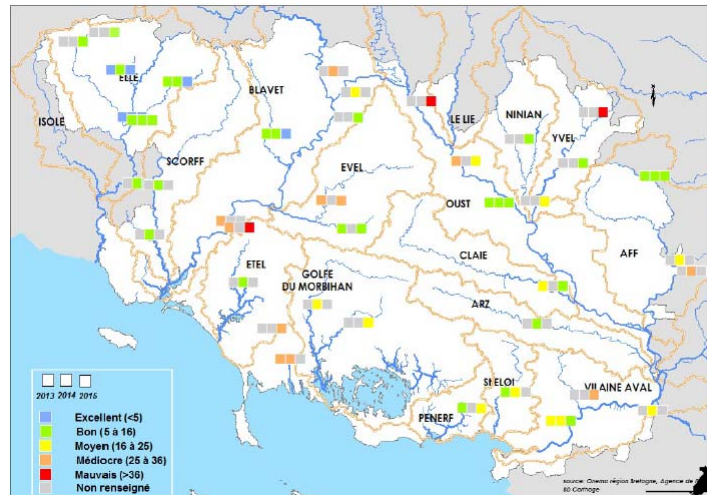 ELLE
BLAVET
ISOLE
SCORFF
LE LIE
NINIAN
YVEL
EVEL
OUST
AFF
CLAIE
ETEL
GOLFE
DU MORBIHAN
ARZ
St ELOI
VILAINE AVAL
PENERF
2013 2014 2015
Excellent (<5)
Bon (5 à 16)
Moyen (16 à 25)
Médiocre (25 à 36)
Mauvais (>36)
Non renseigné
source: Onema région Bretagne, Agence de
BD Carthage